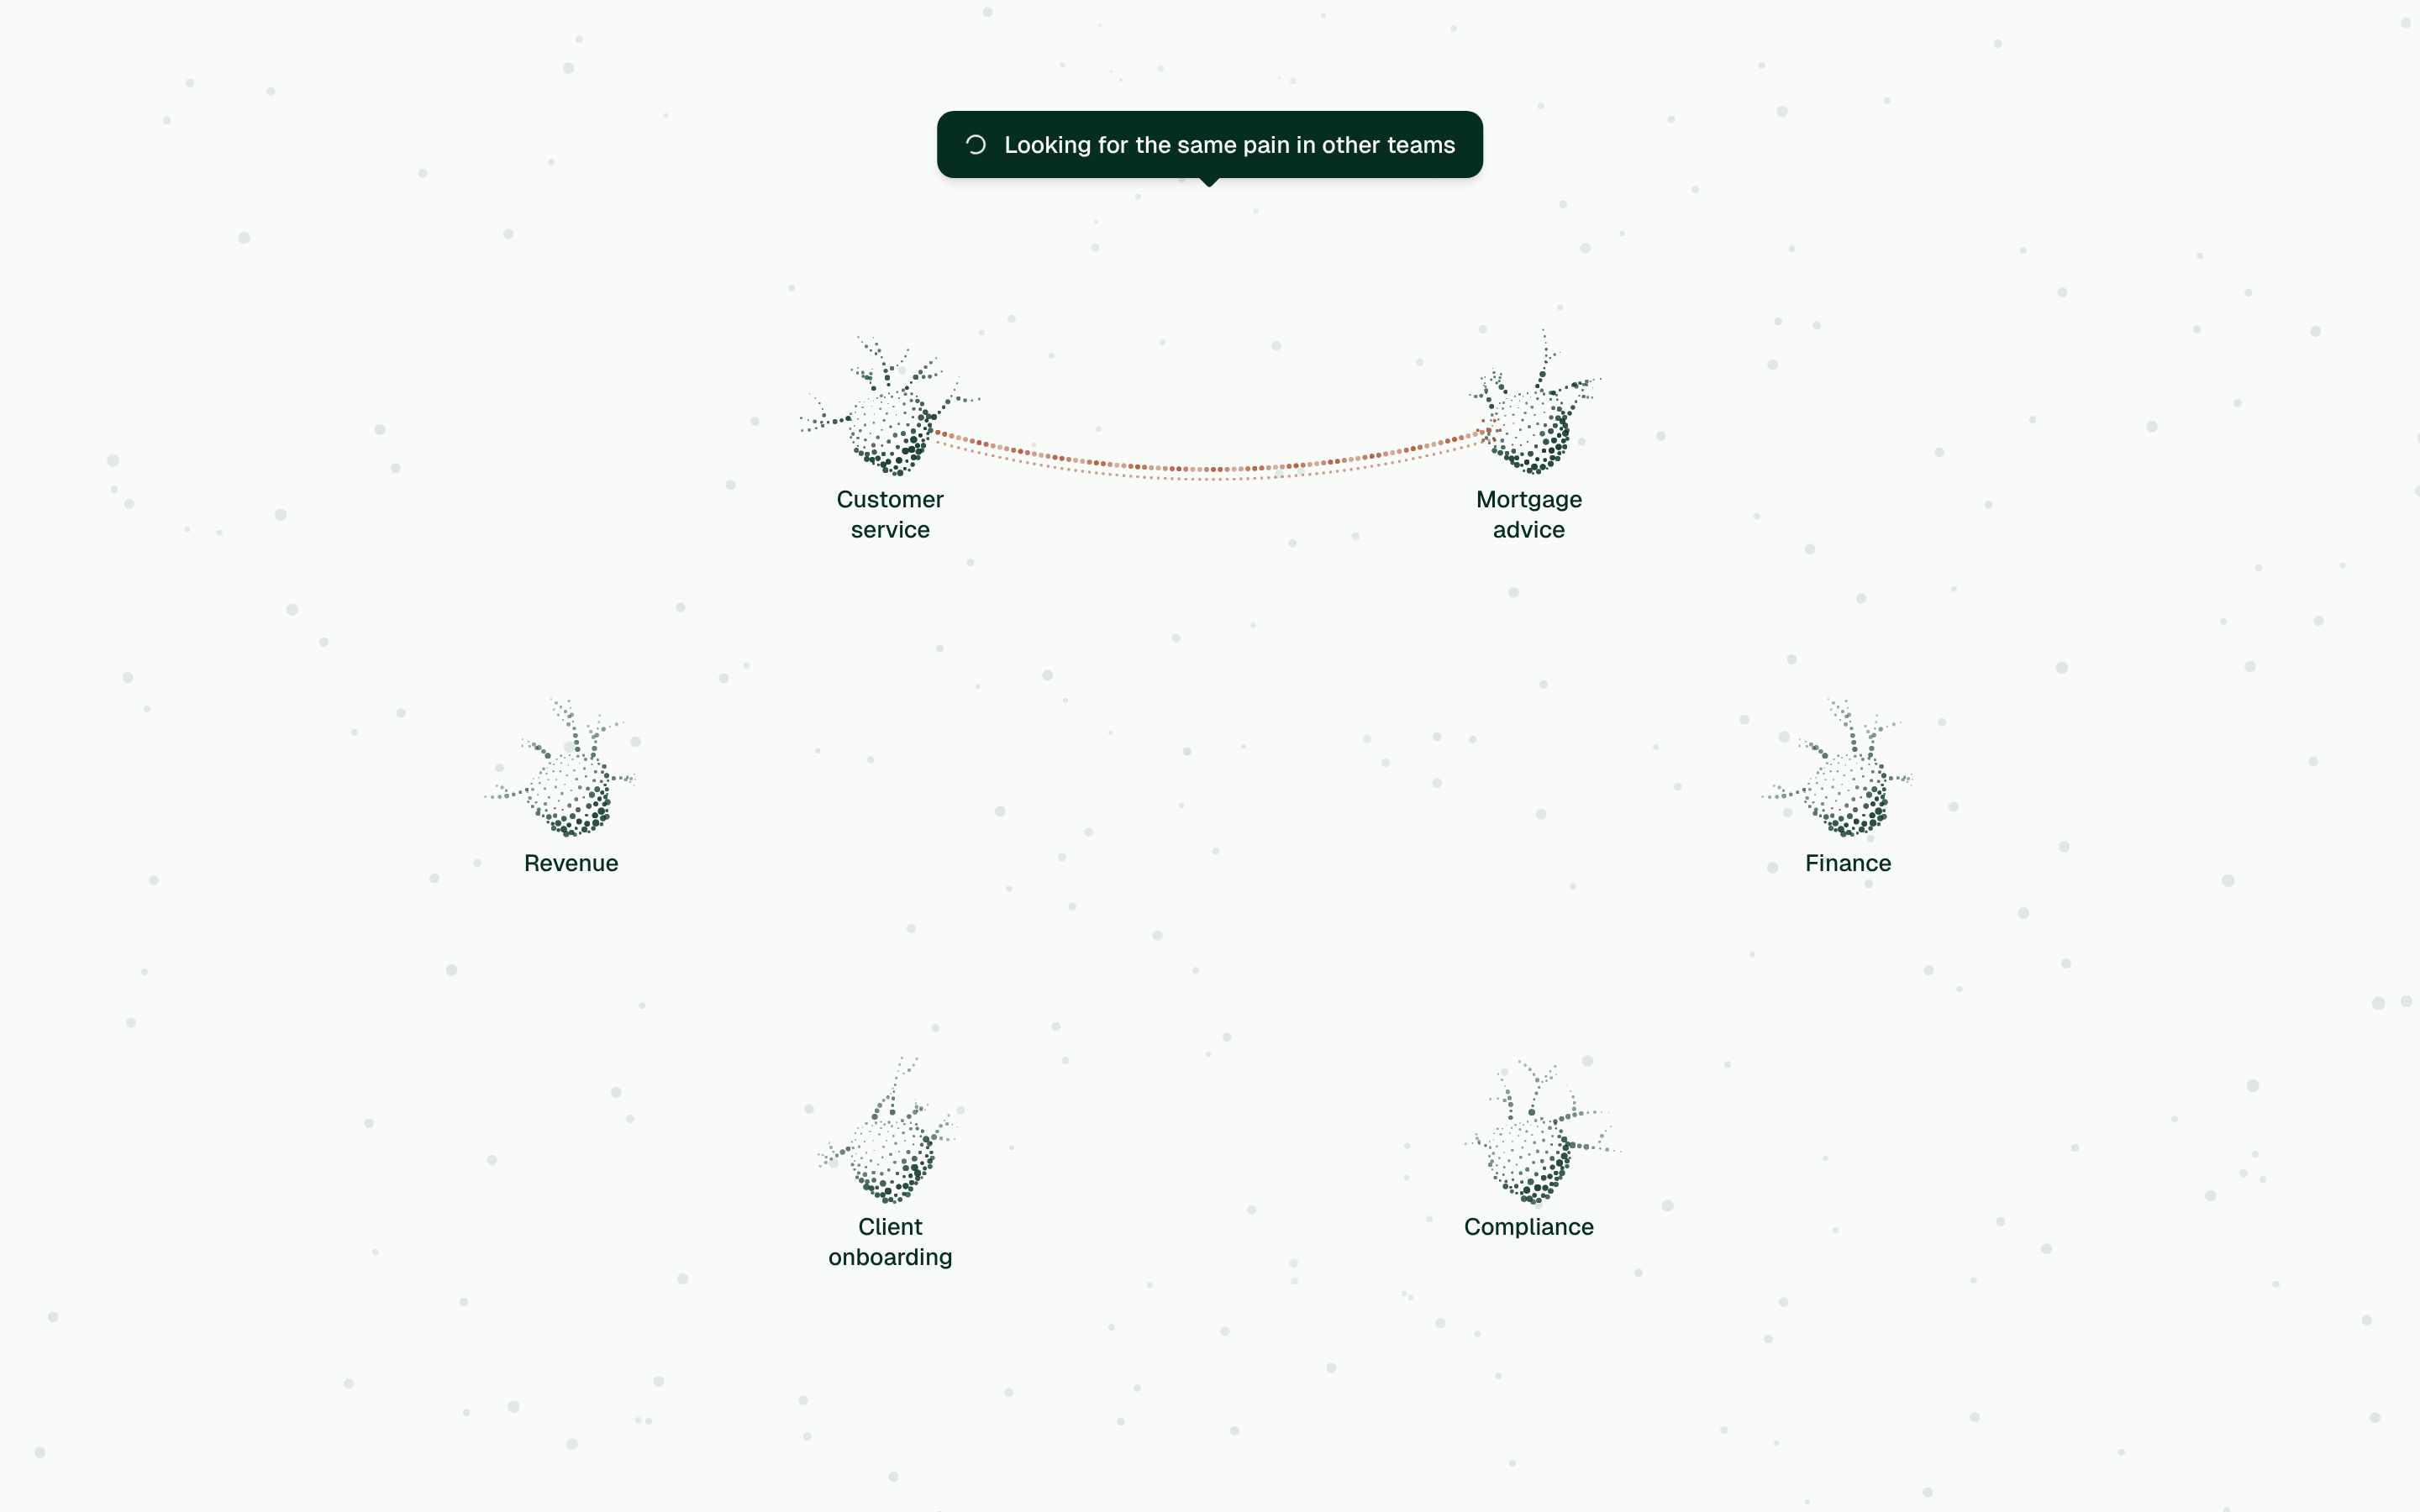 Looking for the same pain in other teams
Customer
service
Mortgage
advice
Revenue
Finance
Client
onboarding
Compliance